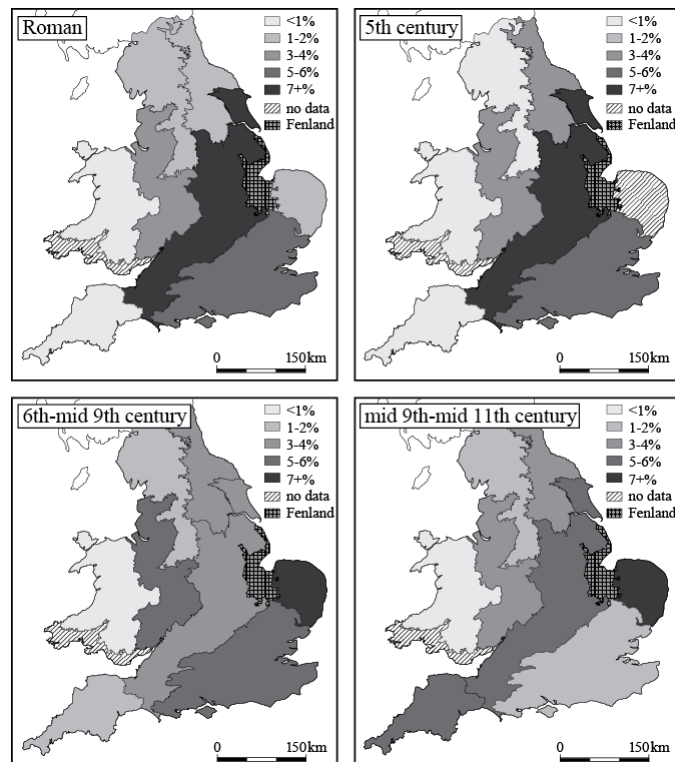 Roman
<1%
1-2%
3-4%
5-6%
7+%
no data
Fenland
0 150km
5th century
<1%
1-2%
3-4%
5-6%
7+%
no data
Fenland
0 150km
6th-mid 9th century
<1%
1-2%
3-4%
5-6%
7+%
no data
Fenland
0 150km
mid 9th-mid 11th century
<1%
1-2%
3-4%
5-6%
7+%
no data
Fenland
0 150km